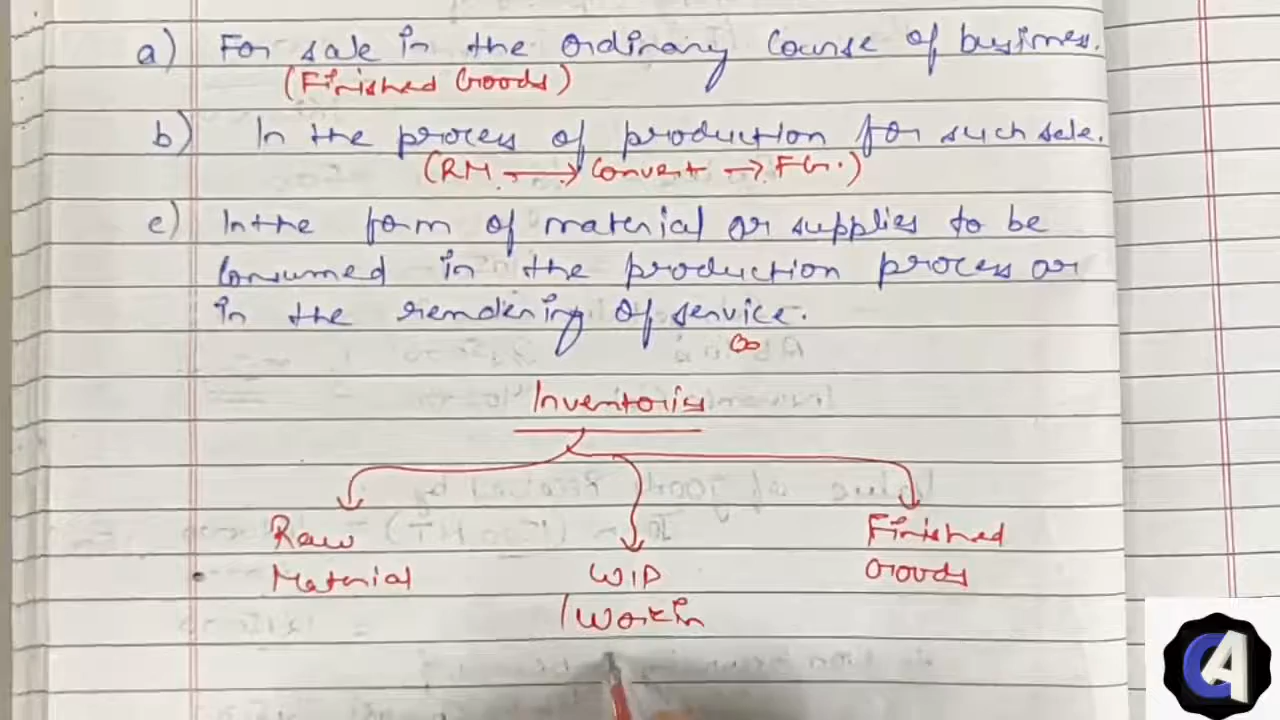 a) For sale in the ordinary course of business.
(Finished Goods)
b) In the process of production for such sale.
(RM → Convert → FG.)
c) In the form of material or supplies to be
consumed in the production process or
in the rendering of service.
Inventories
Raw
Material
WIP
(Work in
Finished
Goods
CA